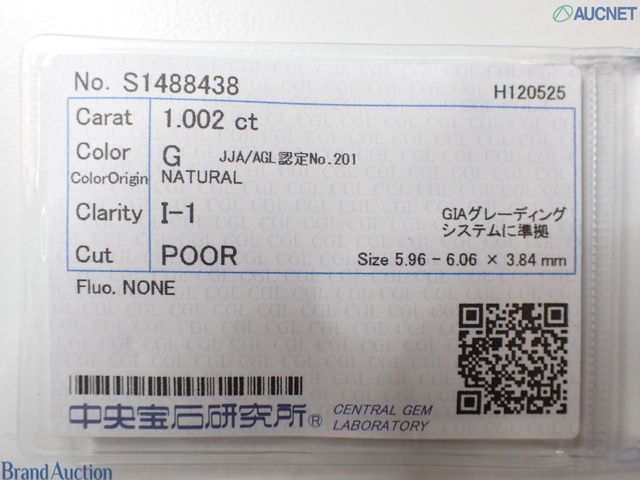 AUCNET
No. S1488438 H120525
Carat 1.002 ct
Color G JJA/AGL認定No.201
ColorOrigin NATURAL
Clarity I-1 GIAグレーディング
システムに準拠
Cut POOR Size 5.96 - 6.06 × 3.84 mm
Fluo. NONE
中央宝石研究所® CENTRAL GEM
LABORATORY
Brand Auction